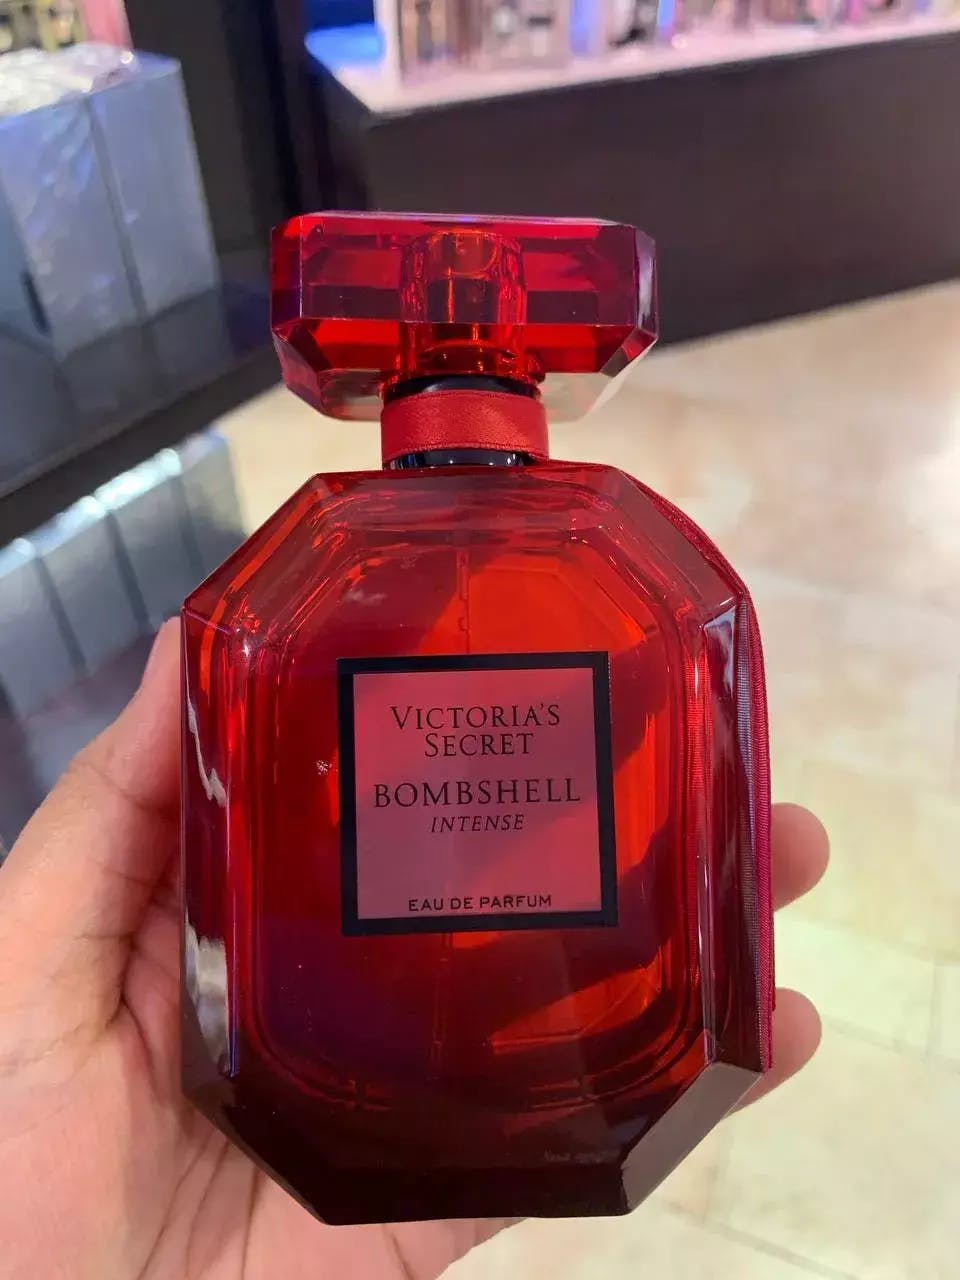 VICTORIA'S
SECRET
BOMBSHELL
INTENSE
EAU DE PARFUM